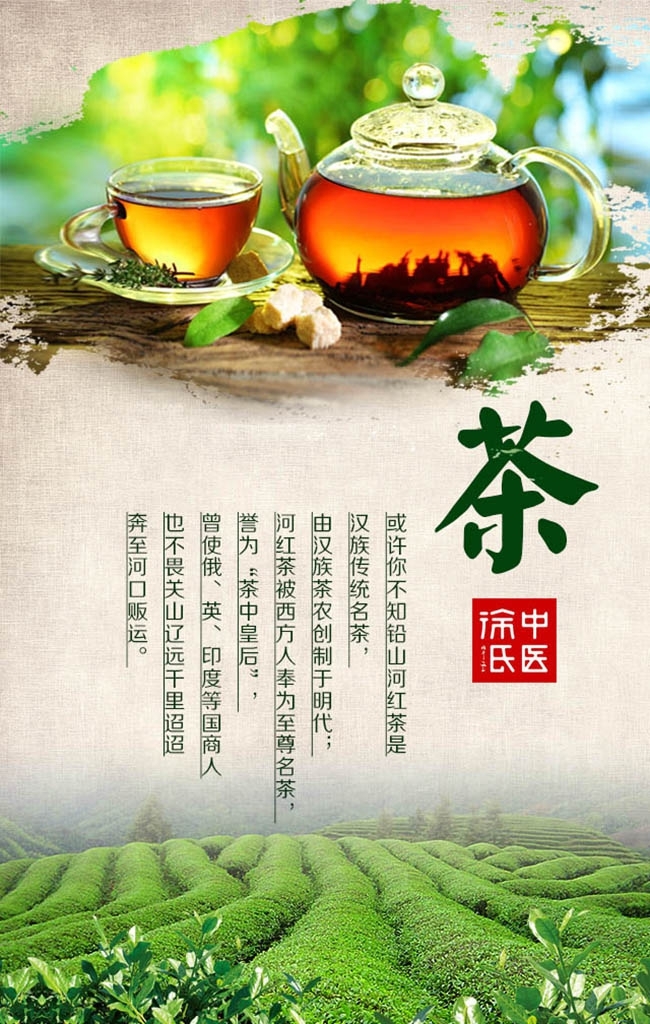 茶
中医
徐氏
或许你不知铅山河红茶是
汉族传统名茶，
由汉族茶农创制于明代；
河红茶被西方人奉为至尊名茶，
誉为“茶中皇后”，
曾使俄、英、印度等国商人
也不畏关山辽远千里迢迢
奔至河口贩运。